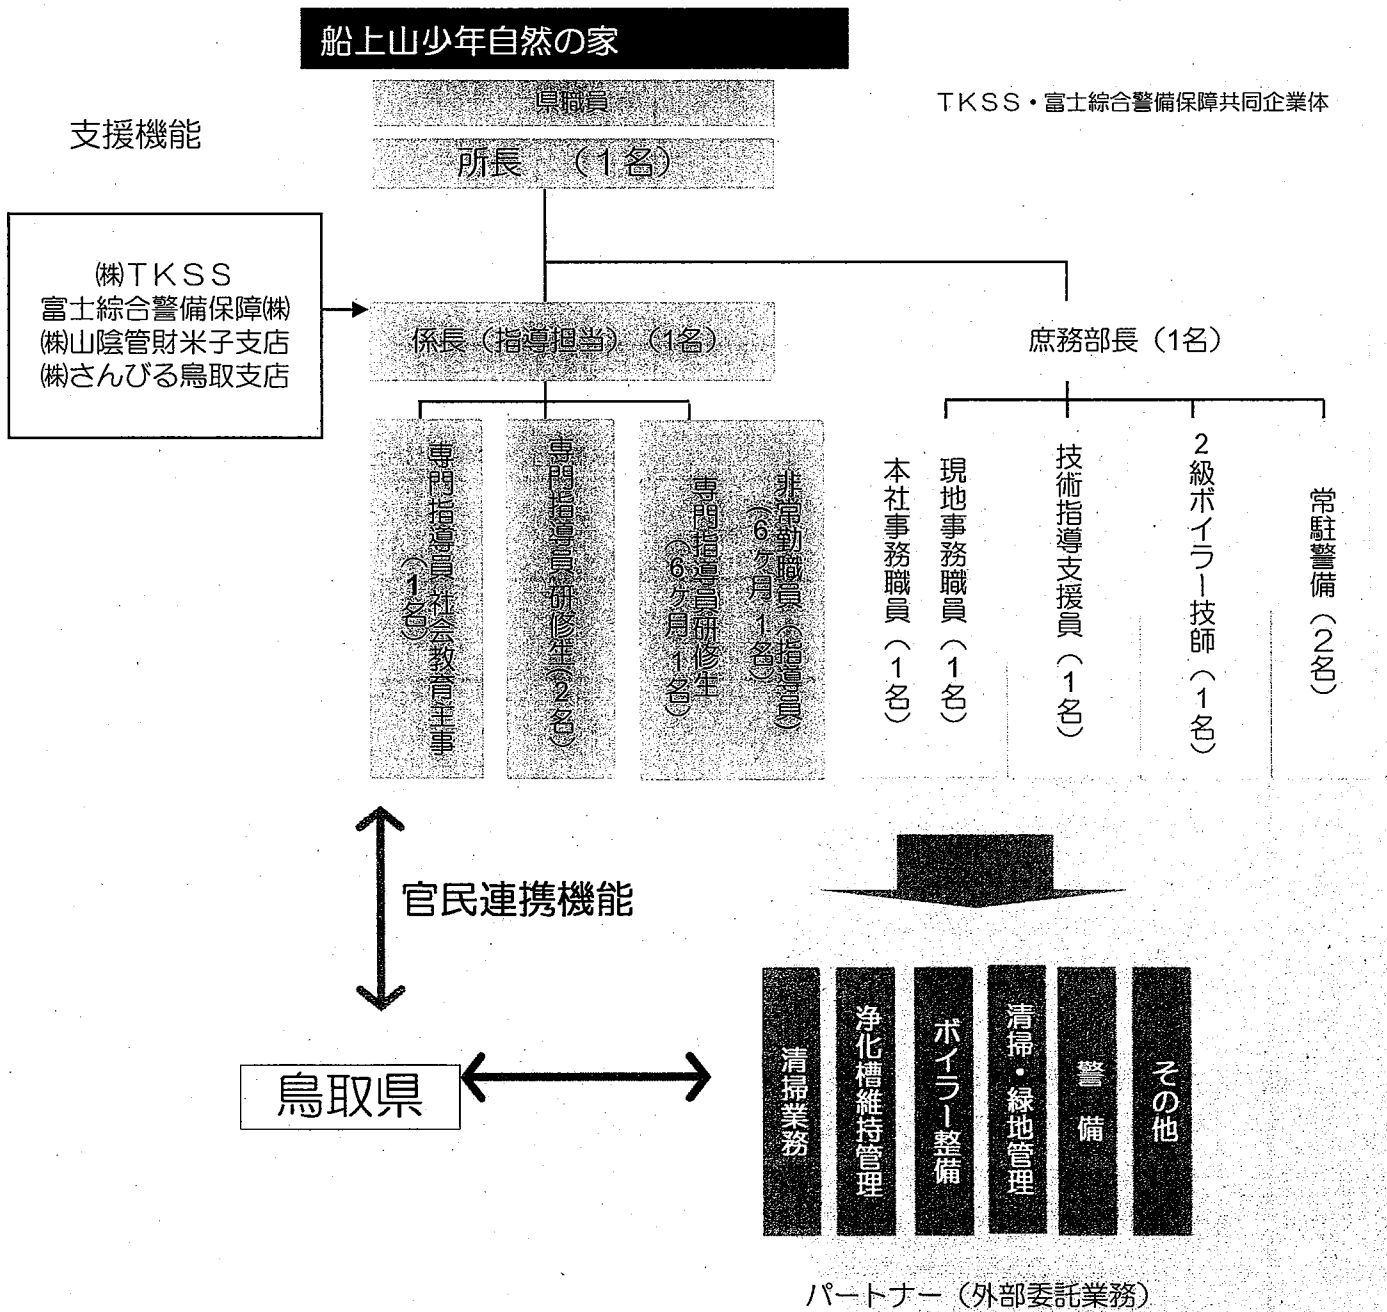 船上山少年自然の家
県職員
TKSS・富士綜合警備保障共同企業体
支援機能
所長 (1名)
㈱TKSS
富士綜合警備保障㈱
㈱山陰管財米子支店
㈱さんびる鳥取支店
係長(指導担当) (1名)
庶務部長(1名)
専門指導員・社会教育主事
(1名)
専門指導員・研修生(2名)
専門指導員研修生
(6ヶ月 1名)
非常勤職員(指導員)
(6ヶ月 1名)
本社事務職員(1名)
現地事務職員(1名)
技術指導支援員(1名)
2級ボイラー技師(1名)
常駐警備(2名)
官民連携機能
鳥取県
清掃業務
浄化槽維持管理
ボイラー整備
清掃・緑地管理
警 備
その他
パートナー(外部委託業務)